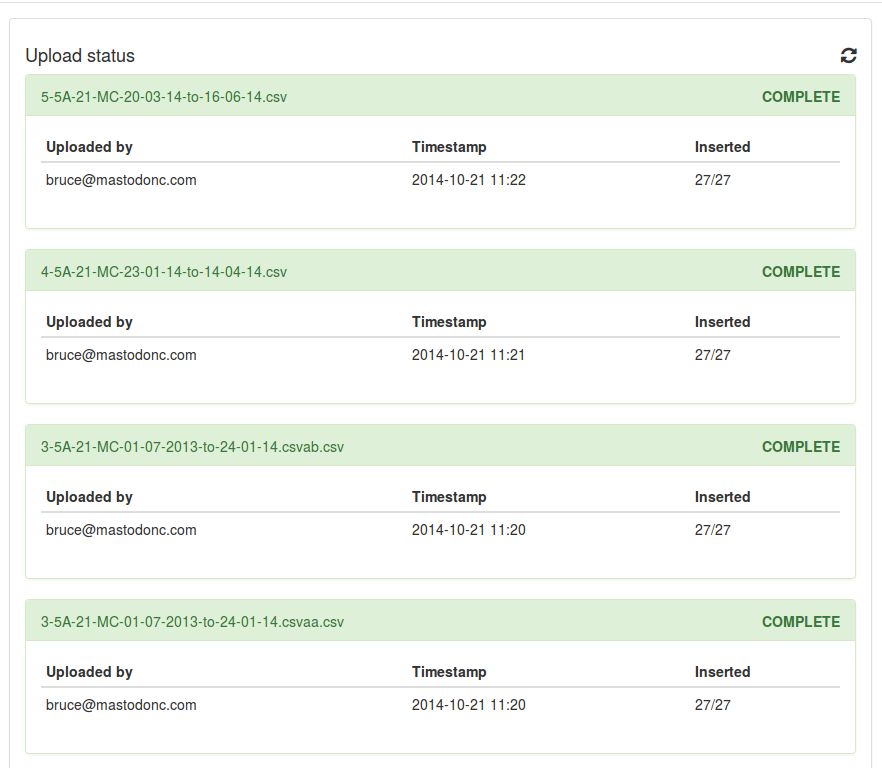 Upload status
5-5A-21-MC-20-03-14-to-16-06-14.csv COMPLETE
Uploaded by Timestamp Inserted
bruce@mastodonc.com 2014-10-21 11:22 27/27
4-5A-21-MC-23-01-14-to-14-04-14.csv COMPLETE
Uploaded by Timestamp Inserted
bruce@mastodonc.com 2014-10-21 11:21 27/27
3-5A-21-MC-01-07-2013-to-24-01-14.csvab.csv COMPLETE
Uploaded by Timestamp Inserted
bruce@mastodonc.com 2014-10-21 11:20 27/27
3-5A-21-MC-01-07-2013-to-24-01-14.csvaa.csv COMPLETE
Uploaded by Timestamp Inserted
bruce@mastodonc.com 2014-10-21 11:20 27/27